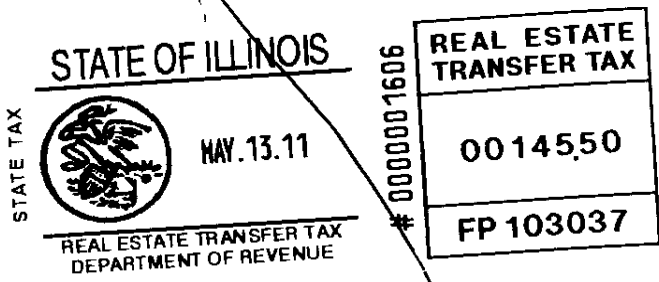 STATE TAX
STATE OF ILLINOIS
MAY.13.11
REAL ESTATE TRANSFER TAX
DEPARTMENT OF REVENUE
# 0000001606
REAL ESTATE
TRANSFER TAX
00145.50
FP 103037